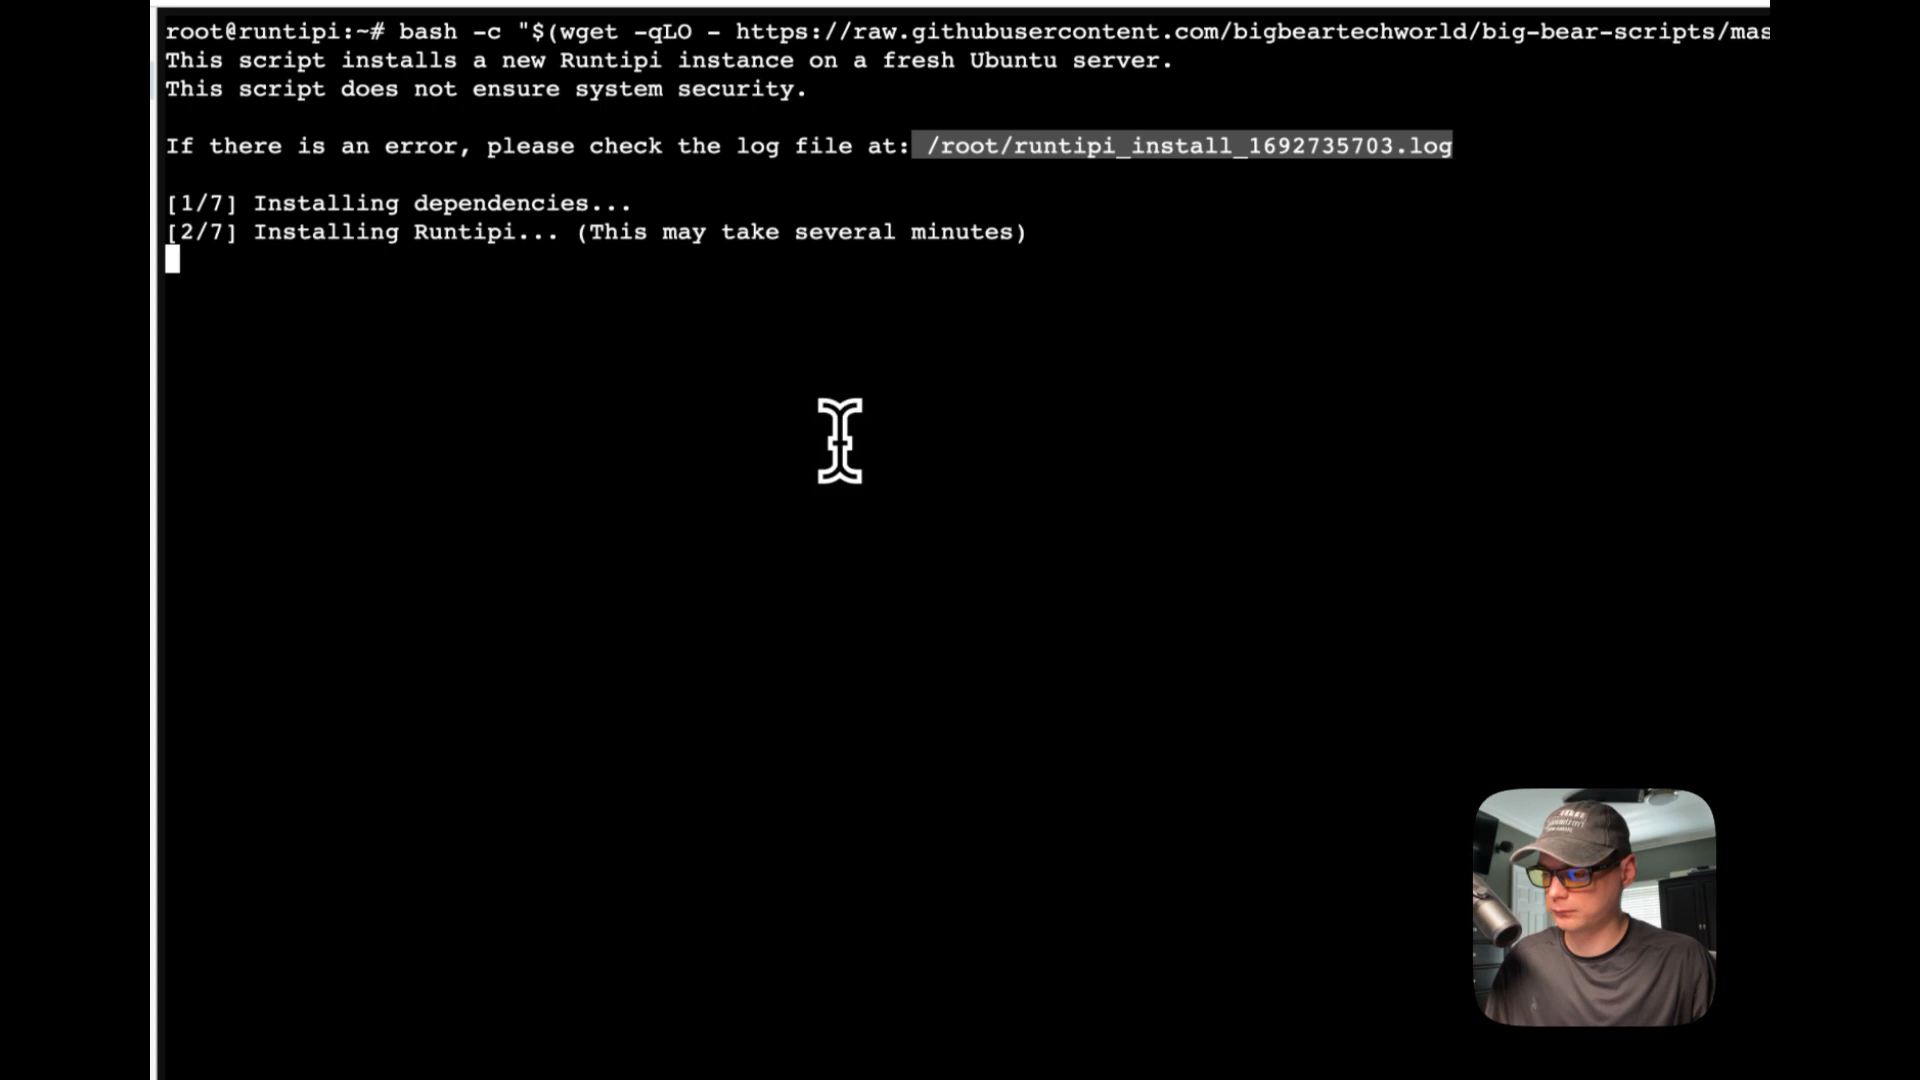 root@runtipi:~# bash -c "$(wget -qLO - https://raw.githubusercontent.com/bigbeartechworld/big-bear-scripts/mas
This script installs a new Runtipi instance on a fresh Ubuntu server.
This script does not ensure system security.
If there is an error, please check the log file at: /root/runtipi_install_1692735703.log
[1/7] Installing dependencies...
[2/7] Installing Runtipi... (This may take several minutes)